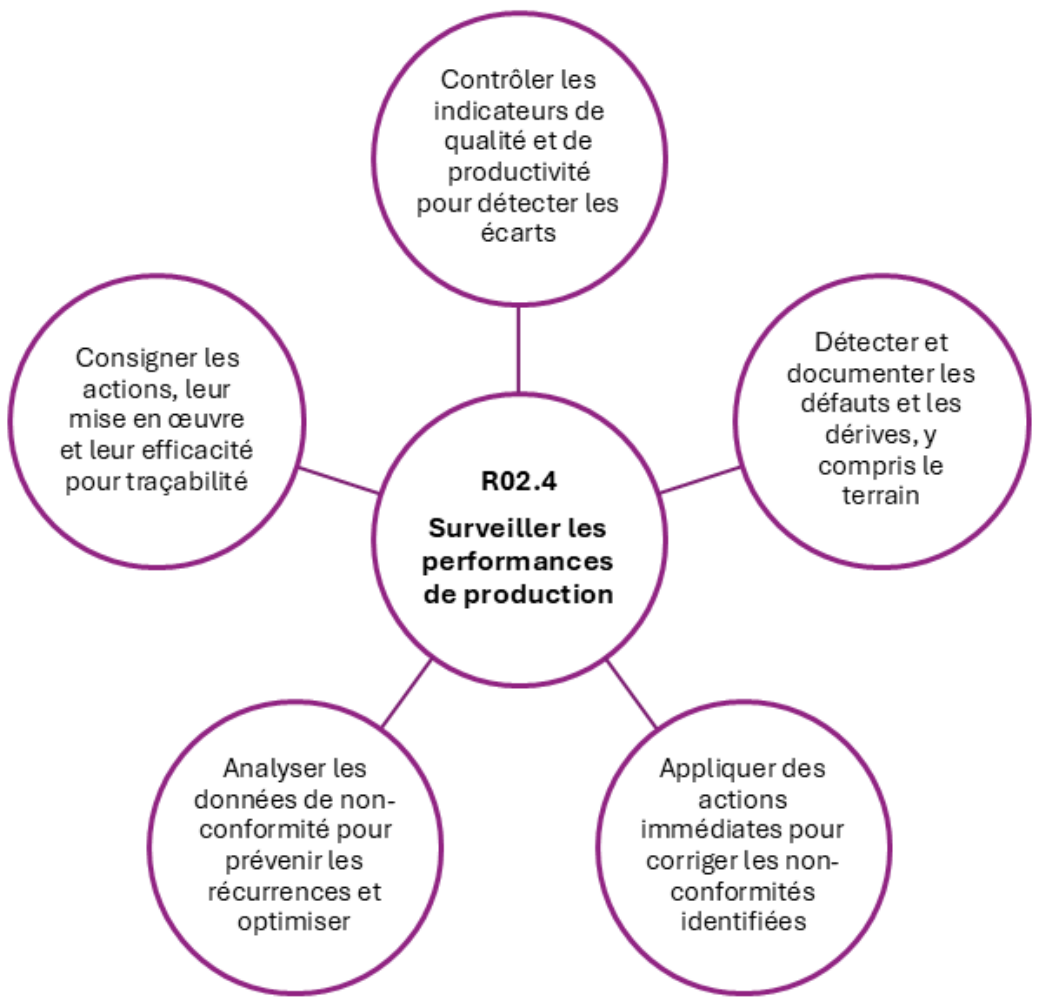 Contrôler les
indicateurs de
qualité et de
productivité
pour détecter les
écarts
Détecter et
documenter les
défauts et les
dérives, y
compris le
terrain
Appliquer des
actions
immédiates pour
corriger les non-
conformités
identifiées
Analyser les
données de non-
conformité pour
prévenir les
récurrences et
optimiser
Consigner les
actions, leur
mise en œuvre
et leur efficacité
pour traçabilité
R02.4
Surveiller les
performances
de production